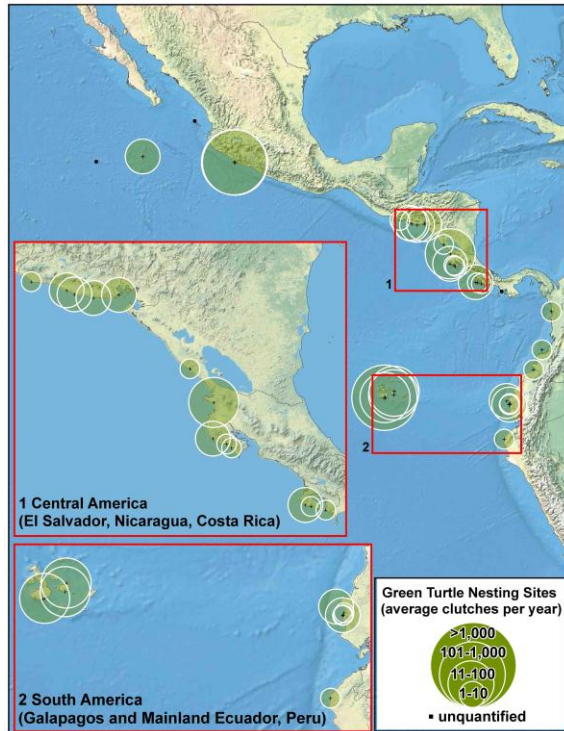 1
2
1 Central America
(El Salvador, Nicaragua, Costa Rica)
2 South America
(Galapagos and Mainland Ecuador, Peru)
Green Turtle Nesting Sites
(average clutches per year)
>1,000
101-1,000
11-100
1-10
unquantified